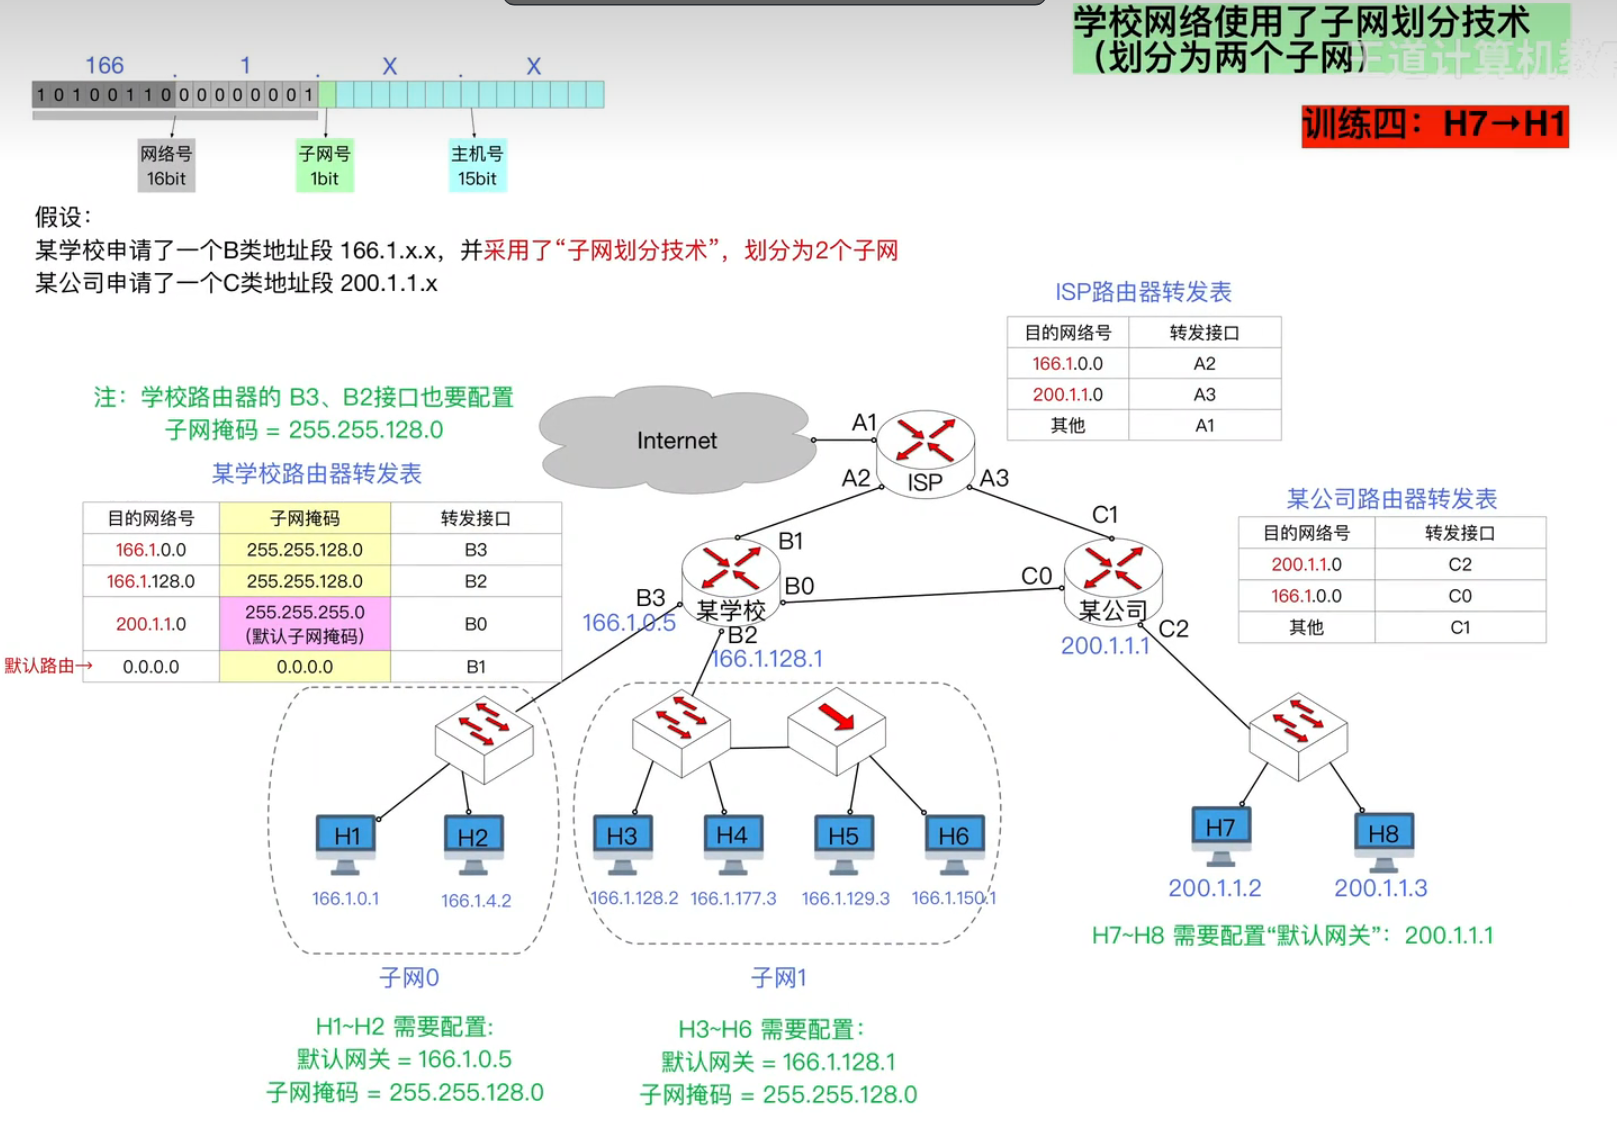 学校网络使用了子网划分技术
（划分为两个子网）
王道计算机教
训练四：H7→H1
166 . 1 . X . X
1 0 1 0 0 1 1 0 0 0 0 0 0 0 0 1
网络号
16bit
子网号
1bit
主机号
15bit
假设：
某学校申请了一个B类地址段 166.1.x.x，并采用了“子网划分技术”，划分为2个子网
某公司申请了一个C类地址段 200.1.1.x
ISP路由器转发表
目的网络号 转发接口
166.1.0.0 A2
200.1.1.0 A3
其他 A1
注：学校路由器的 B3、B2接口也要配置
子网掩码 = 255.255.128.0
某学校路由器转发表
目的网络号 子网掩码 转发接口
166.1.0.0 255.255.128.0 B3
166.1.128.0 255.255.128.0 B2
200.1.1.0 255.255.255.0 B0
（默认子网掩码）
默认路由→ 0.0.0.0 0.0.0.0 B1
Internet
A1
ISP
A2
A3
某公司路由器转发表
目的网络号 转发接口
200.1.1.0 C2
166.1.0.0 C0
其他 C1
B1
C1
B3
166.1.0.5
某学校
B0
C0
某公司
B2
166.1.128.1
C2
200.1.1.1
H1
H2
H3
H4
H5
H6
H7
H8
166.1.0.1
166.1.4.2
166.1.128.2
166.1.177.3
166.1.129.3
166.1.150.1
200.1.1.2
200.1.1.3
H7~H8 需要配置“默认网关”：200.1.1.1
子网0
子网1
H1~H2 需要配置:
默认网关 = 166.1.0.5
子网掩码 = 255.255.128.0
H3~H6 需要配置：
默认网关 = 166.1.128.1
子网掩码 = 255.255.128.0